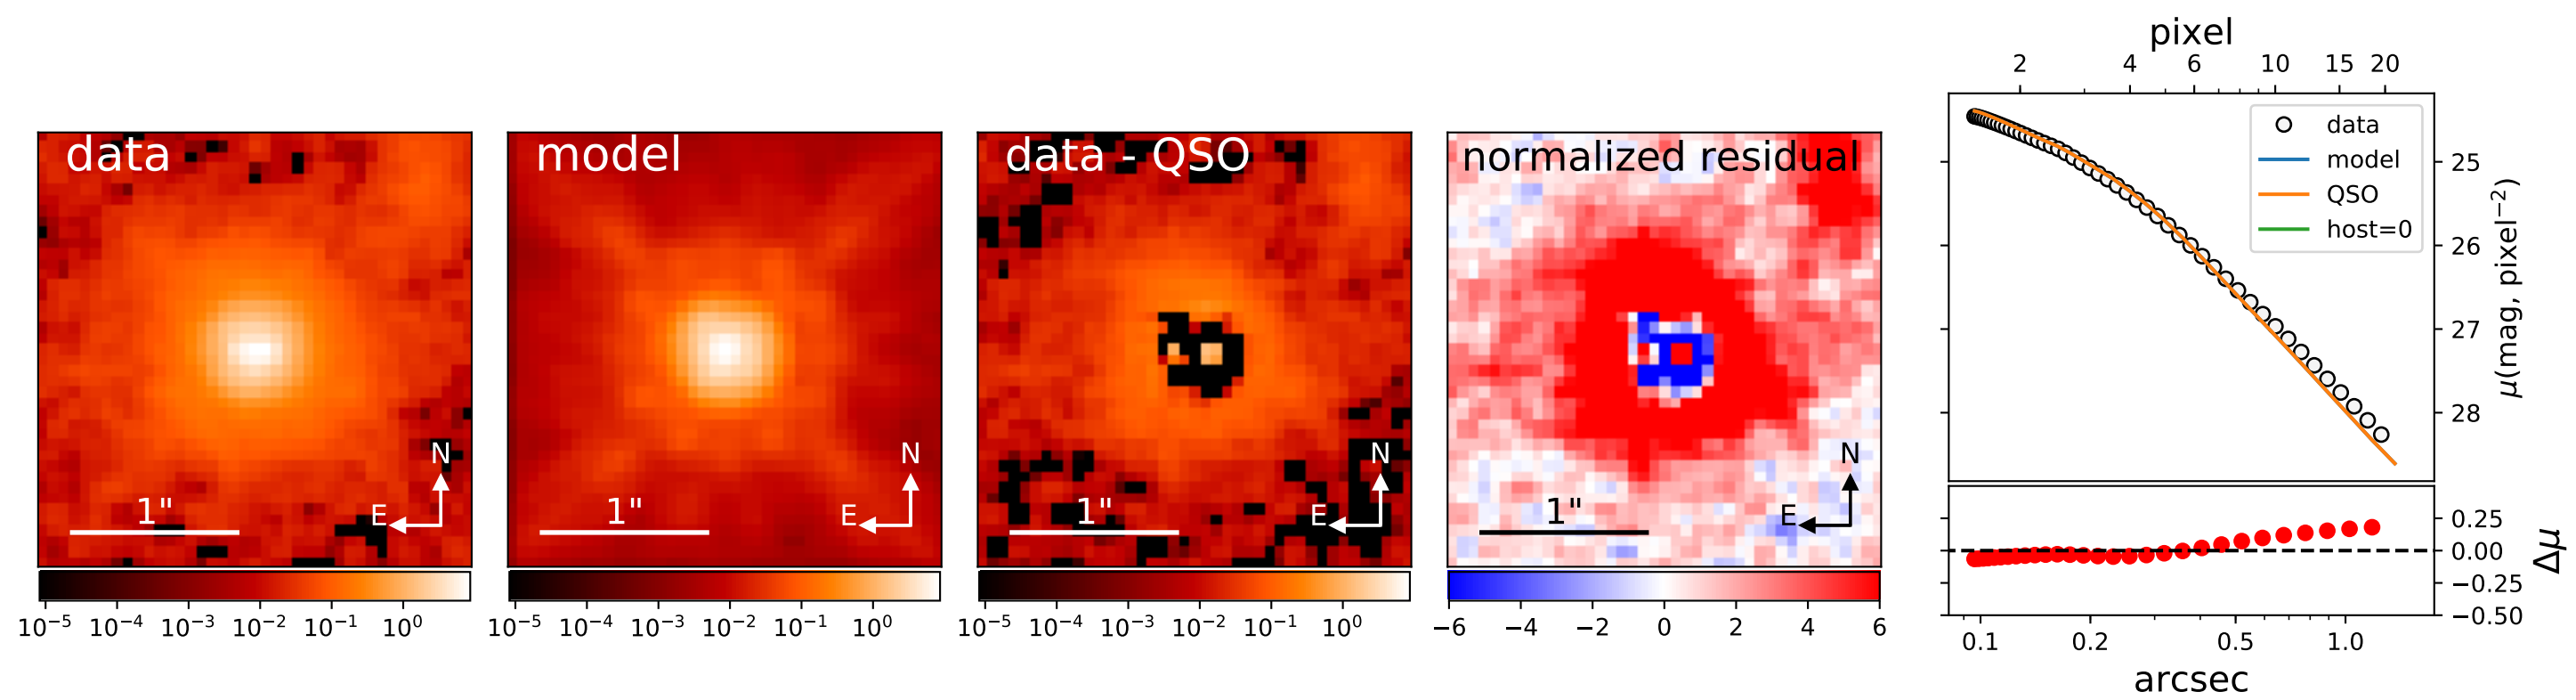 data
N
E
1"
10⁻⁵ 10⁻⁴ 10⁻³ 10⁻² 10⁻¹ 10⁰
model
N
E
1"
10⁻⁵ 10⁻⁴ 10⁻³ 10⁻² 10⁻¹ 10⁰
data - QSO
N
E
1"
10⁻⁵ 10⁻⁴ 10⁻³ 10⁻² 10⁻¹ 10⁰
normalized residual
N
E
1"
−6 −4 −2 0 2 4 6
pixel
2 4 6 10 15 20
data
model
QSO
host=0
25
26
27
28
μ(mag, pixel⁻²)
0.25
0.00
−0.25
−0.50
Δμ
0.1 0.2 0.5 1.0
arcsec